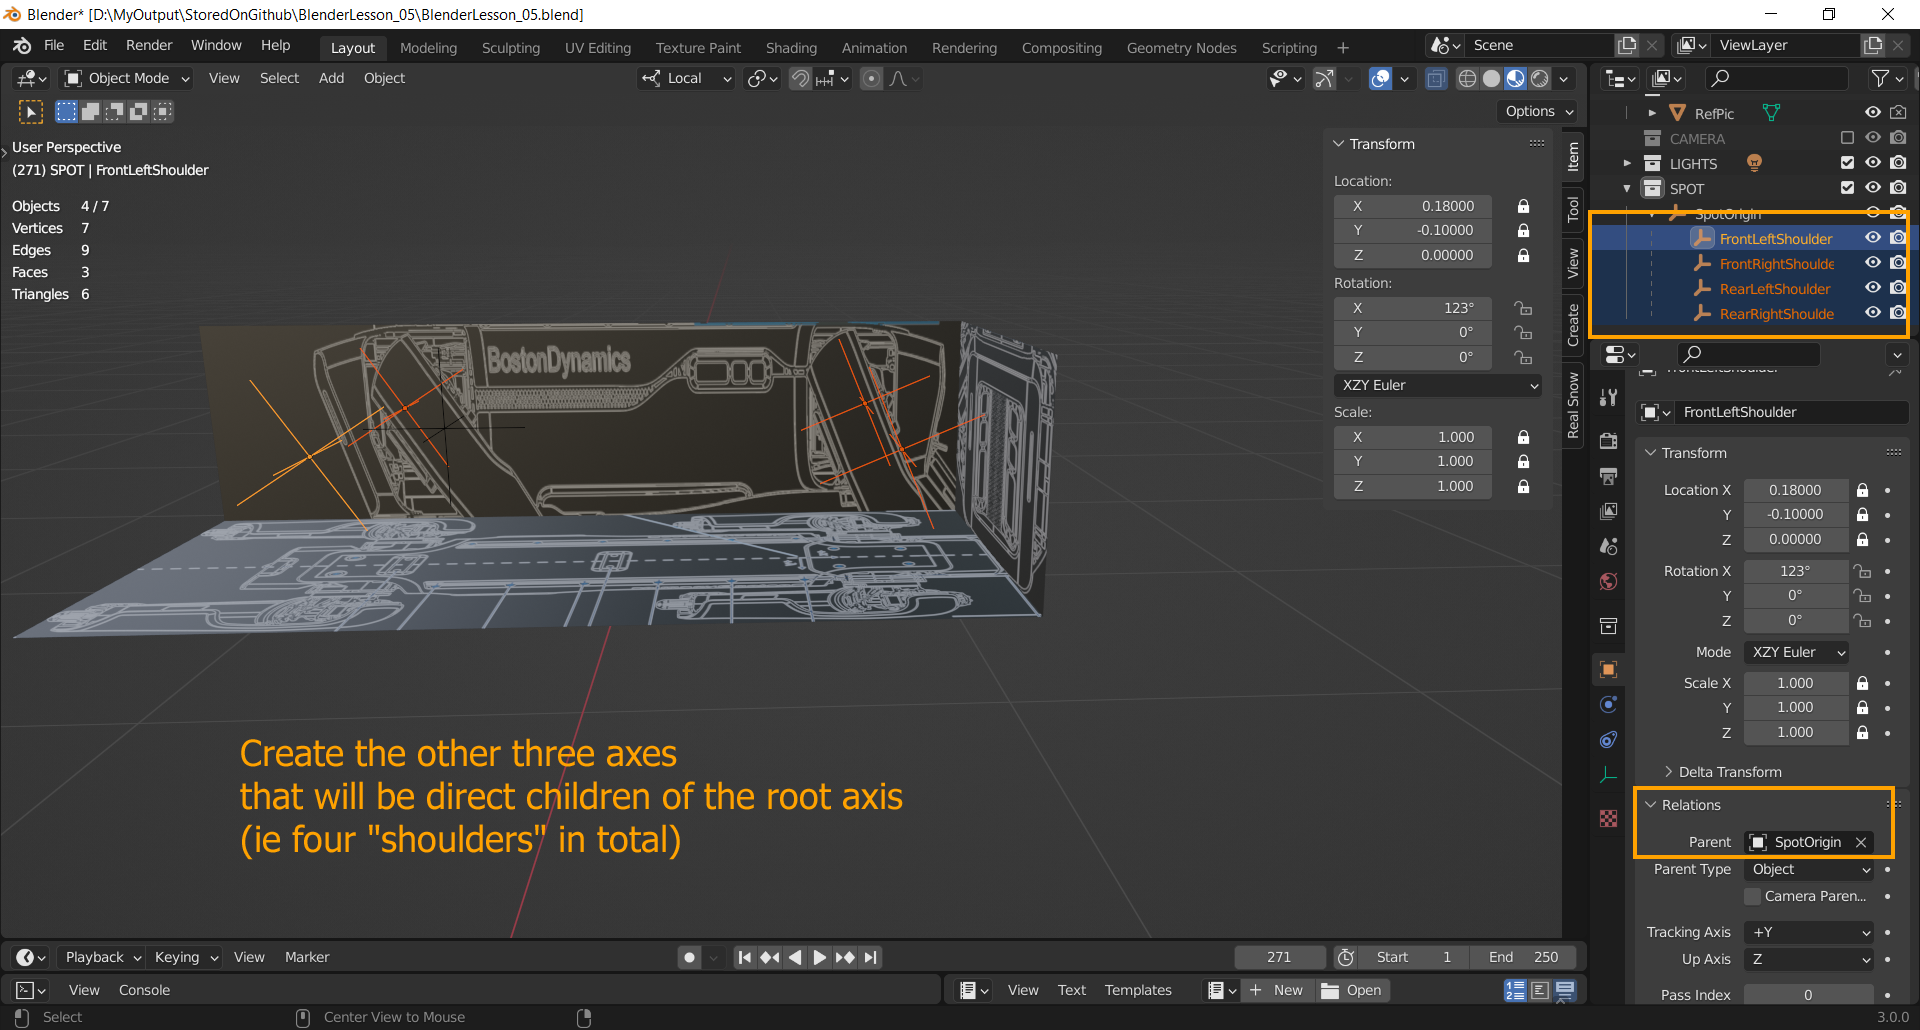 Blender* [D:\MyOutput\StoredOnGithub\BlenderLesson_05\BlenderLesson_05.blend]
File Edit Render Window Help Layout Modeling Sculpting UV Editing Texture Paint Shading Animation Rendering Compositing Geometry Nodes Scripting + Scene ViewLayer
Object Mode View Select Add Object Local
Options
User Perspective
(271) SPOT | FrontLeftShoulder
Objects 4 / 7
Vertices 7
Edges 9
Faces 3
Triangles 6
Transform
Location:
X 0.18000
Y -0.10000
Z 0.00000
Rotation:
X 123°
Y 0°
Z 0°
XZY Euler
Scale:
X 1.000
Y 1.000
Z 1.000
Item
Tool
View
Create
Real Snow
RefPic
CAMERA
LIGHTS
SPOT
SpotOrigin
FrontLeftShoulder
FrontRightShoulde
RearLeftShoulder
RearRightShoulde
FrontLeftShoulder
FrontLeftShoulder
Transform
Location X 0.18000
Y -0.10000
Z 0.00000
Rotation X 123°
Y 0°
Z 0°
Mode XZY Euler
Scale X 1.000
Y 1.000
Z 1.000
Delta Transform
Relations
Parent SpotOrigin
Parent Type Object
Camera Paren...
Tracking Axis +Y
Up Axis Z
Pass Index 0
BostonDynamics
Create the other three axes
that will be direct children of the root axis
(ie four "shoulders" in total)
Playback Keying View Marker 271 Start 1 End 250
View Console View Text Templates New Open
Select Center View to Mouse 3.0.0